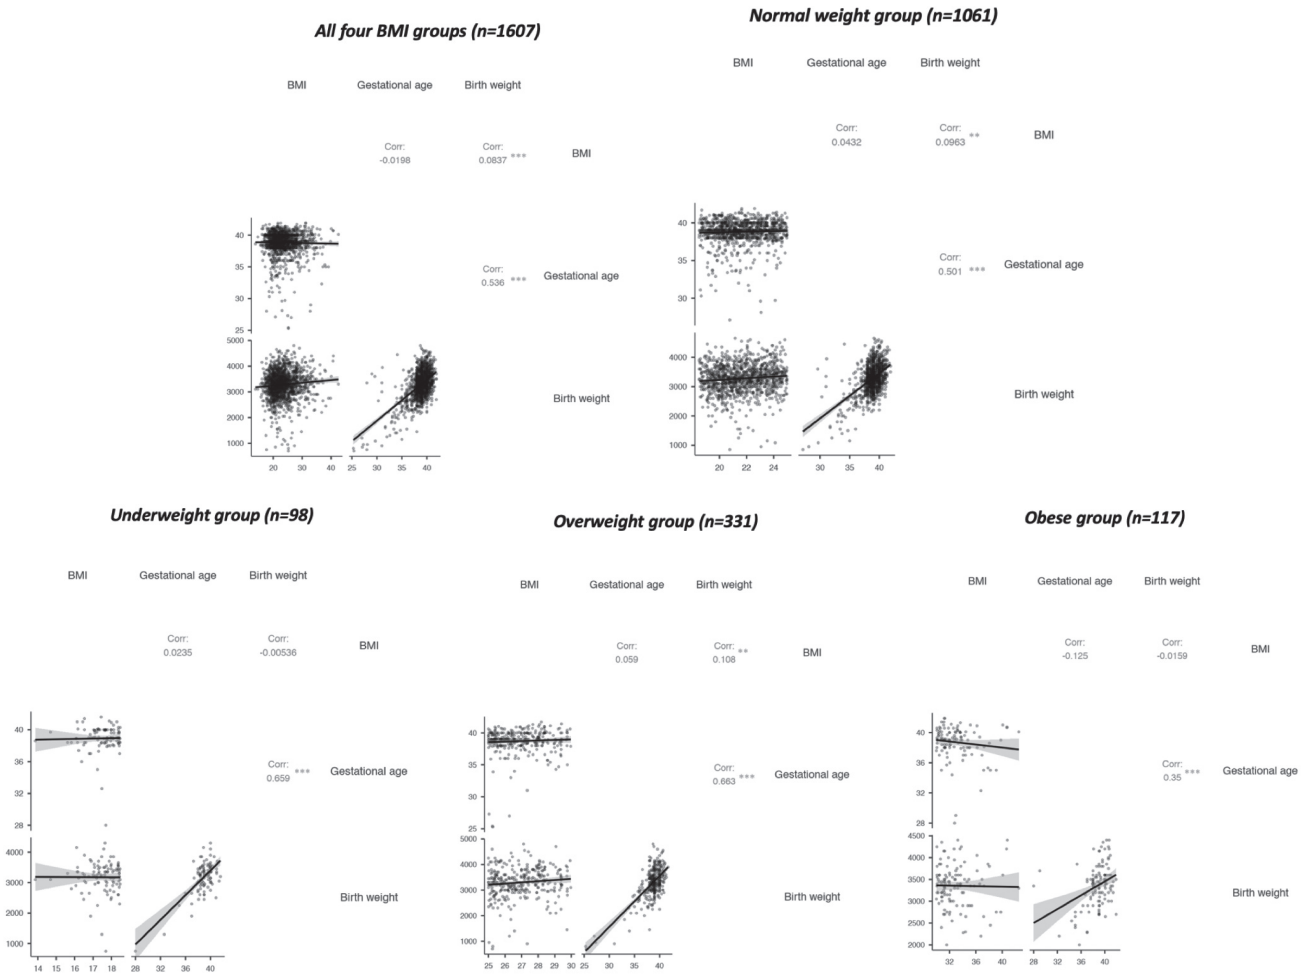 All four BMI groups (n=1607)
BMI Gestational age Birth weight
Corr: Corr:
-0.0198 0.0837 *** BMI
40
35
30
25
Corr:
0.536 *** Gestational age
5000
4000
3000
2000
1000
Birth weight
20 30 40 25 30 35 40
Normal weight group (n=1061)
BMI Gestational age Birth weight
Corr: Corr:
0.0432 0.0963 ** BMI
40
35
30
Corr:
0.501 *** Gestational age
4000
3000
2000
1000
Birth weight
20 22 24 30 35 40
Underweight group (n=98)
BMI Gestational age Birth weight
Corr: Corr:
0.0235 -0.00536 BMI
40
36
32
28
Corr:
0.659 *** Gestational age
4000
3000
2000
1000
Birth weight
14 15 16 17 18 28 32 36 40
Overweight group (n=331)
BMI Gestational age Birth weight
Corr: Corr:
0.059 0.108 ** BMI
40
35
30
25
Corr:
0.663 *** Gestational age
5000
4000
3000
2000
1000
Birth weight
25 26 27 28 29 30 25 30 35 40
Obese group (n=117)
BMI Gestational age Birth weight
Corr: Corr:
-0.125 -0.0159 BMI
40
36
32
28
Corr:
0.35 *** Gestational age
4500
4000
3500
3000
2500
2000
Birth weight
32 36 40 28 32 36 40